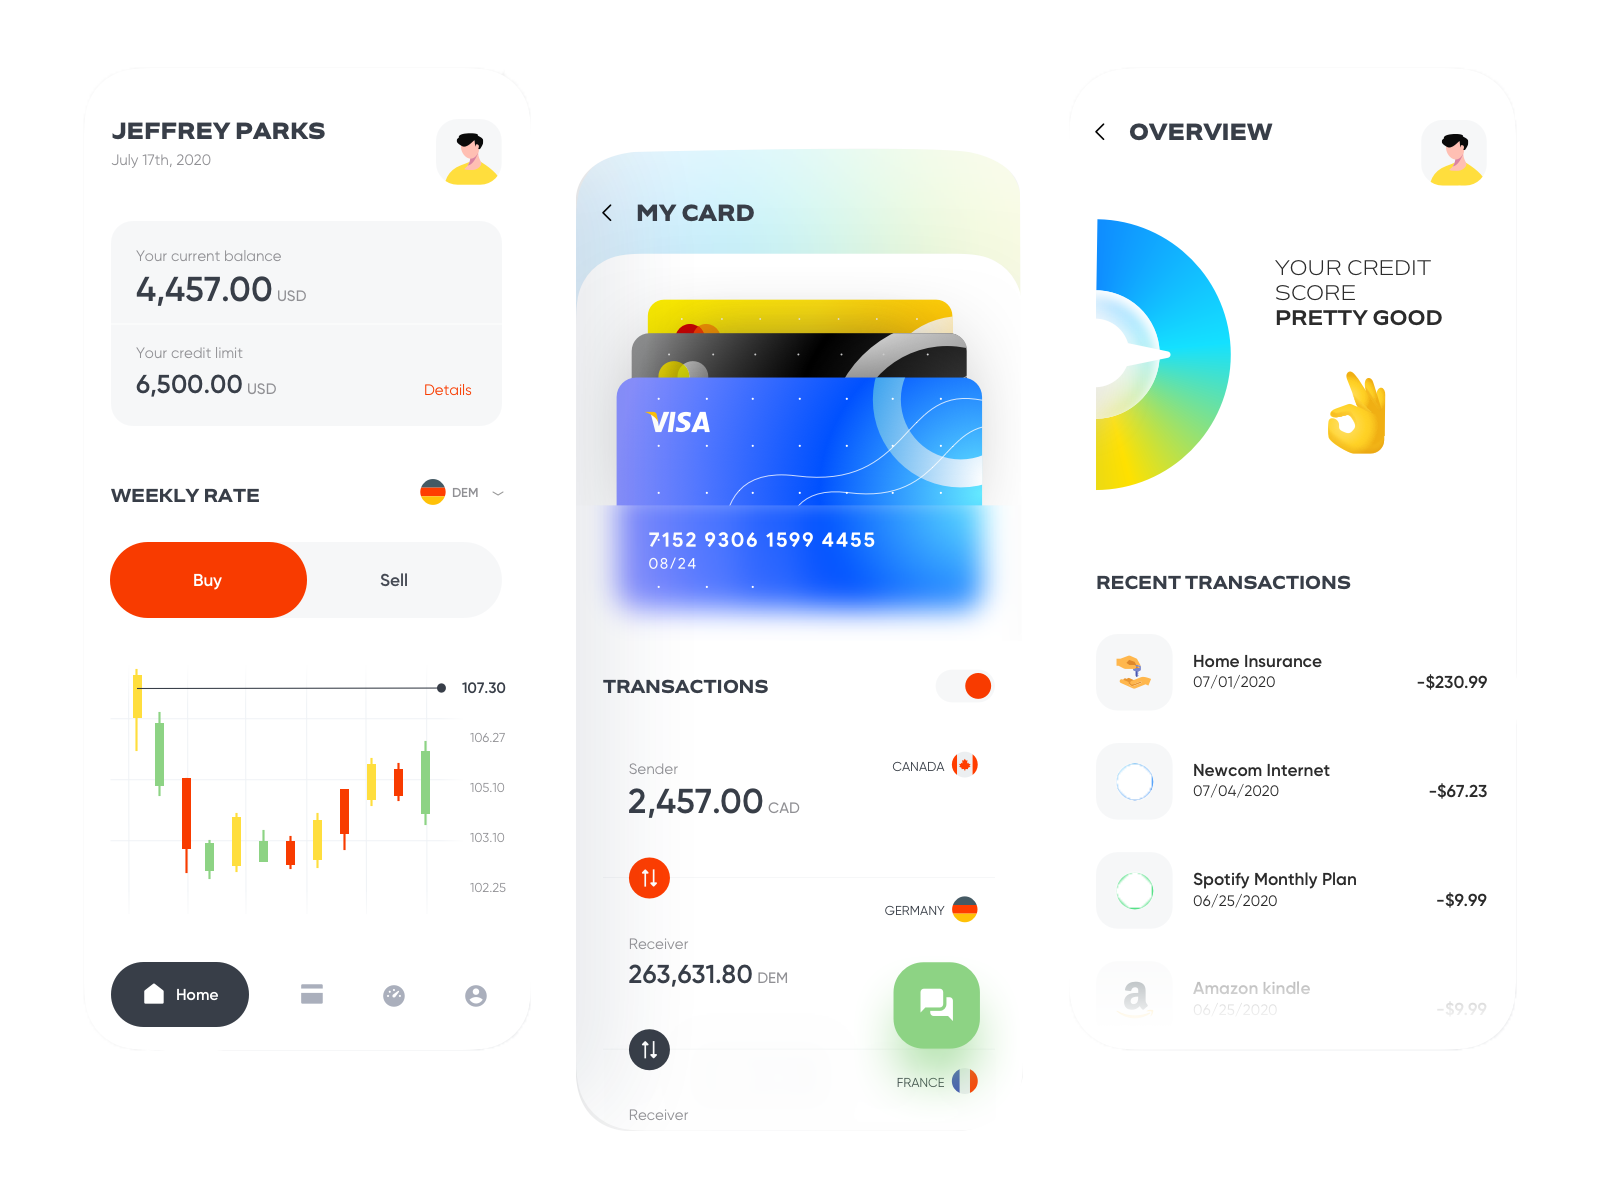 JEFFREY PARKS
July 17th, 2020
Your current balance
4,457.00 USD
Your credit limit
6,500.00 USD
Details
WEEKLY RATE
DEM
Buy
Sell
107.30
106.27
105.10
103.10
102.25
Home
MY CARD
VISA
7152 9306 1599 4455
08/24
TRANSACTIONS
CANADA
Sender
2,457.00 CAD
GERMANY
Receiver
263,631.80 DEM
FRANCE
Receiver
OVERVIEW
YOUR CREDIT
SCORE
PRETTY GOOD
RECENT TRANSACTIONS
Home Insurance
07/01/2020
-$230.99
Newcom Internet
07/04/2020
-$67.23
Spotify Monthly Plan
06/25/2020
-$9.99
a
Amazon kindle
06/25/2020
-$9.99